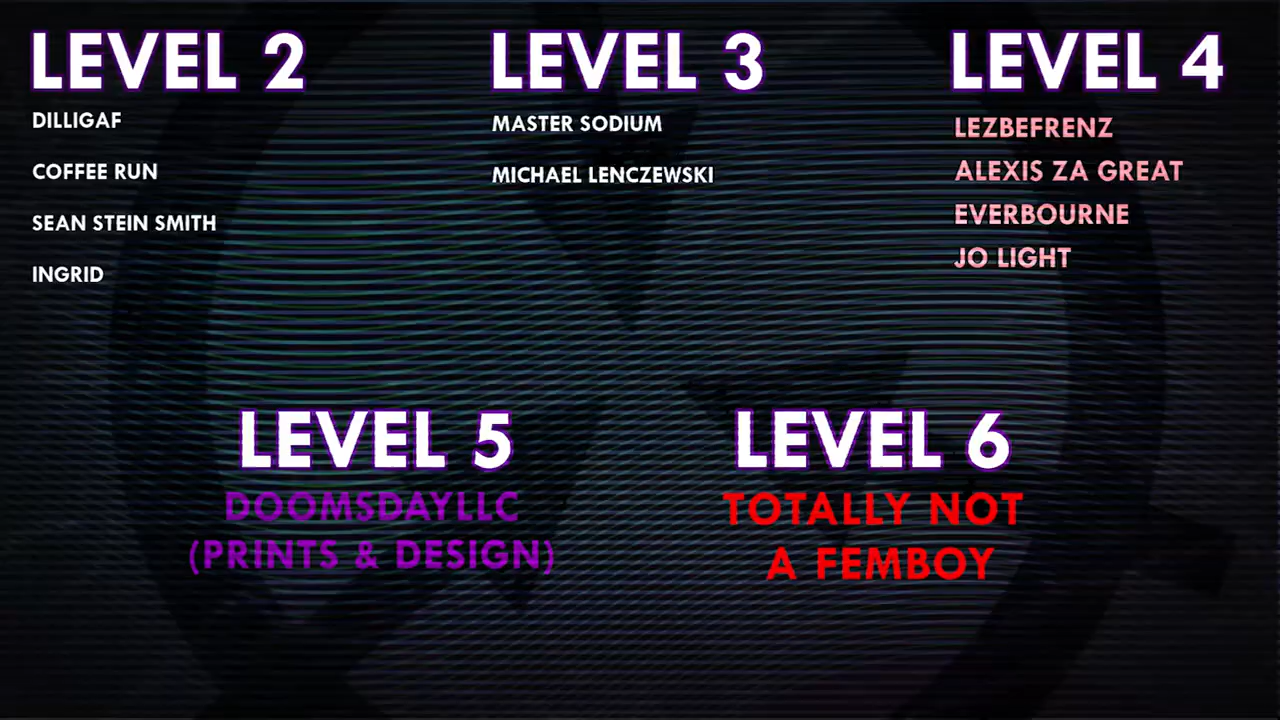 LEVEL 2
DILLIGAF
COFFEE RUN
SEAN STEIN SMITH
INGRID
LEVEL 3
MASTER SODIUM
MICHAEL LENCZEWSKI
LEVEL 4
LEZBEFRENZ
ALEXIS ZA GREAT
EVERBOURNE
JO LIGHT
LEVEL 5
DOOMSDAYLLC
(PRINTS & DESIGN)
LEVEL 6
TOTALLY NOT
A FEMBOY